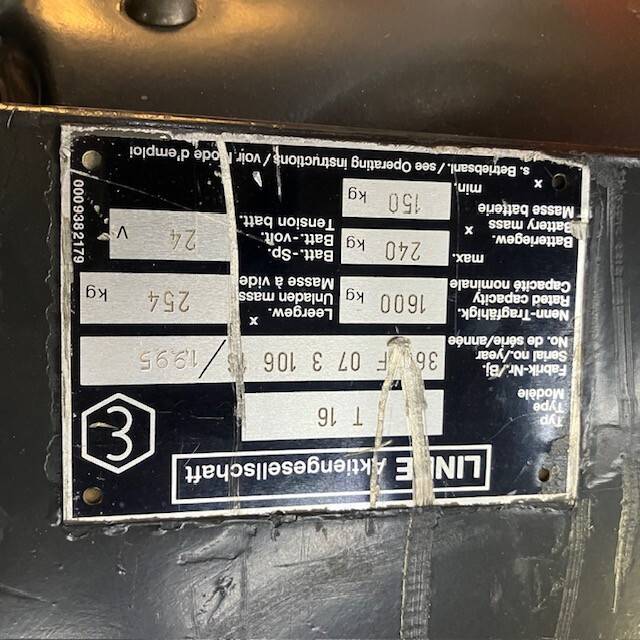 LINDE Aktiengesellschaft
Typ
Type
Modèle
T 16
Fabrik-Nr./Bj.
Serial no./year
No. de série/année
F 07 3 106 / 1995
Nenn-Tragfähigk.
Rated capacity
Capacité nominale
1600 kg
Leergew.
Unladen mass
Masse à vide
x
254 kg
Batteriegew.
Battery mass
Masse batterie
max.
x
min.
x
240 kg
150 kg
Batt.-Sp.
Batt.-volt.
Tension batt.
24 V
s. Betriebsanl./see Operating instructions/voir Mode d'emploi
0009382179